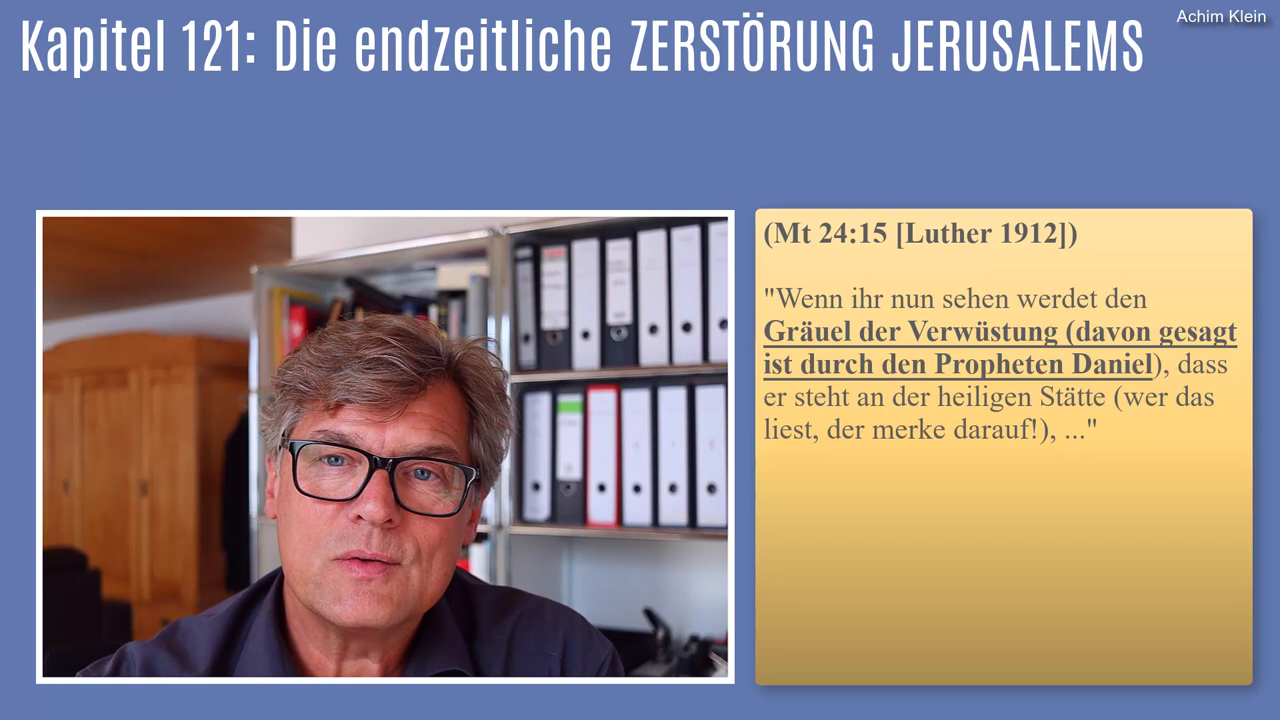 Kapitel 121: Die endzeitliche ZERSTÖRUNG JERUSALEMS
Achim Klein
(Mt 24:15 [Luther 1912])
"Wenn ihr nun sehen werdet den
Gräuel der Verwüstung (davon gesagt
ist durch den Propheten Daniel), dass
er steht an der heiligen Stätte (wer das
liest, der merke darauf!), ..."